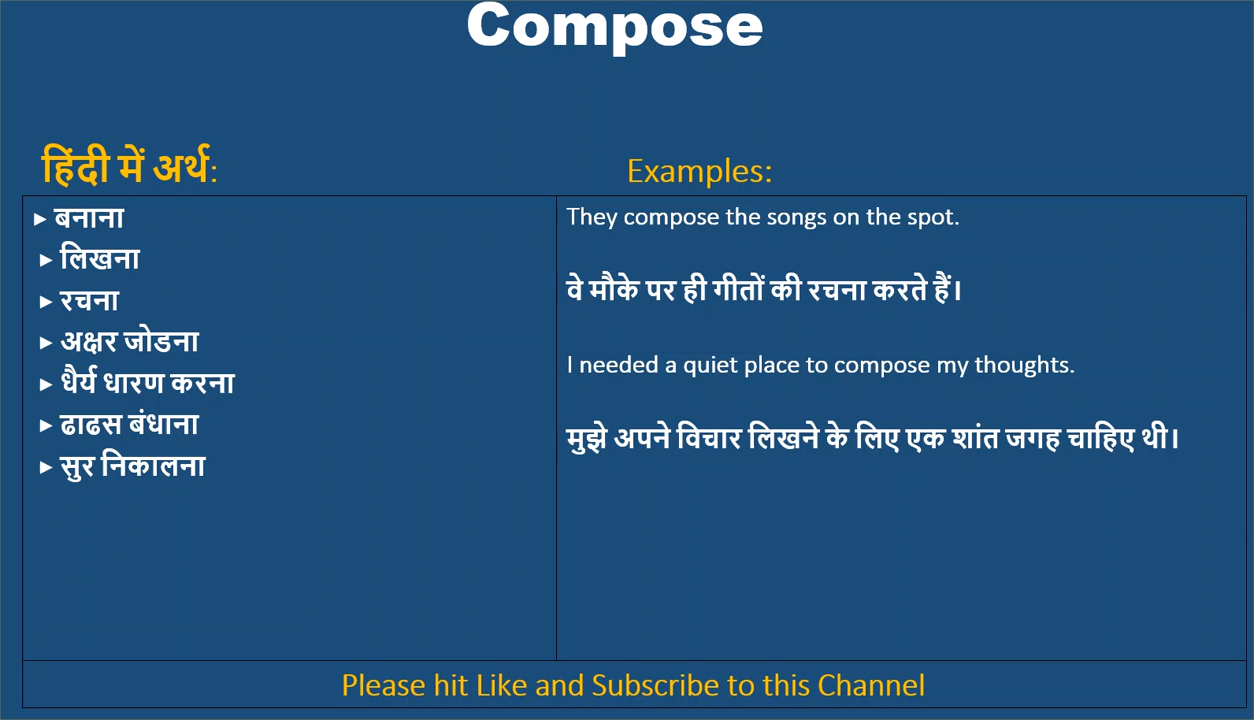 Compose
हिंदी में अर्थ:
Examples:
▸ बनाना
▸ लिखना
▸ रचना
▸ अक्षर जोडना
▸ धैर्य धारण करना
▸ ढाढस बंधाना
▸ सुर निकालना
They compose the songs on the spot.
वे मौके पर ही गीतों की रचना करते हैं।
I needed a quiet place to compose my thoughts.
मुझे अपने विचार लिखने के लिए एक शांत जगह चाहिए थी।
Please hit Like and Subscribe to this Channel